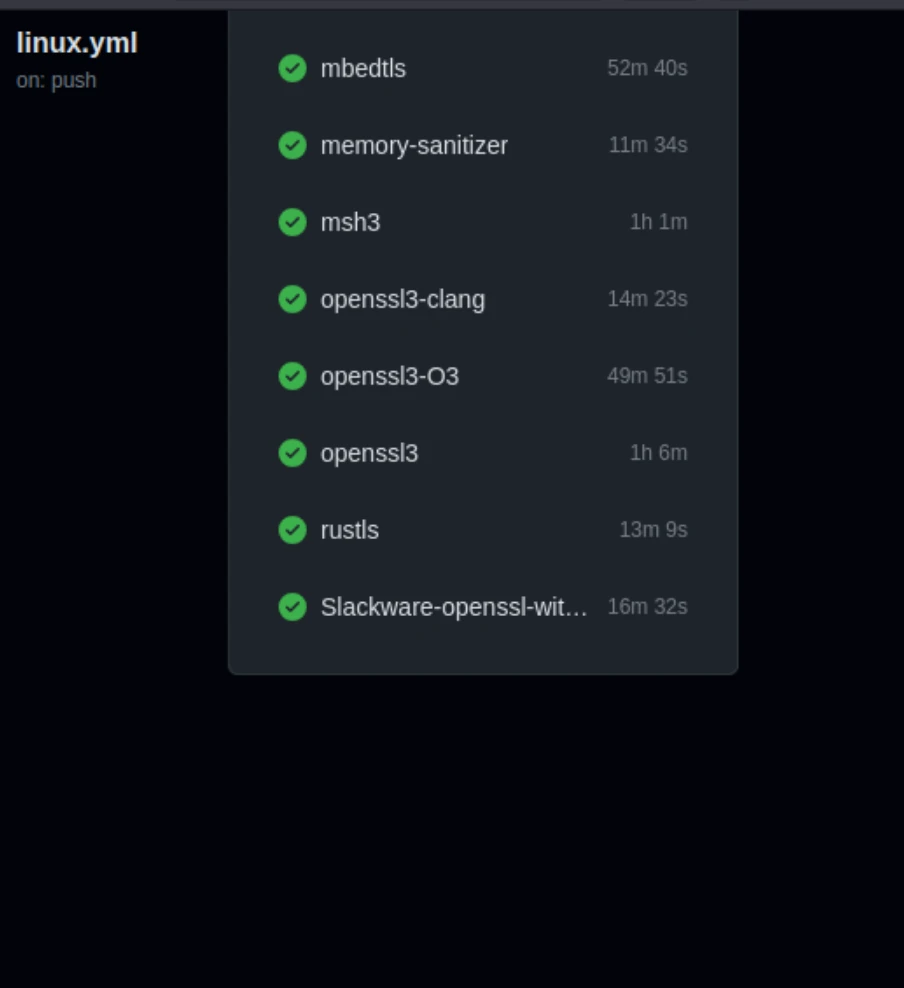 linux.yml
on: push
mbedtls 52m 40s
memory-sanitizer 11m 34s
msh3 1h 1m
openssl3-clang 14m 23s
openssl3-O3 49m 51s
openssl3 1h 6m
rustls 13m 9s
Slackware-openssl-wit… 16m 32s